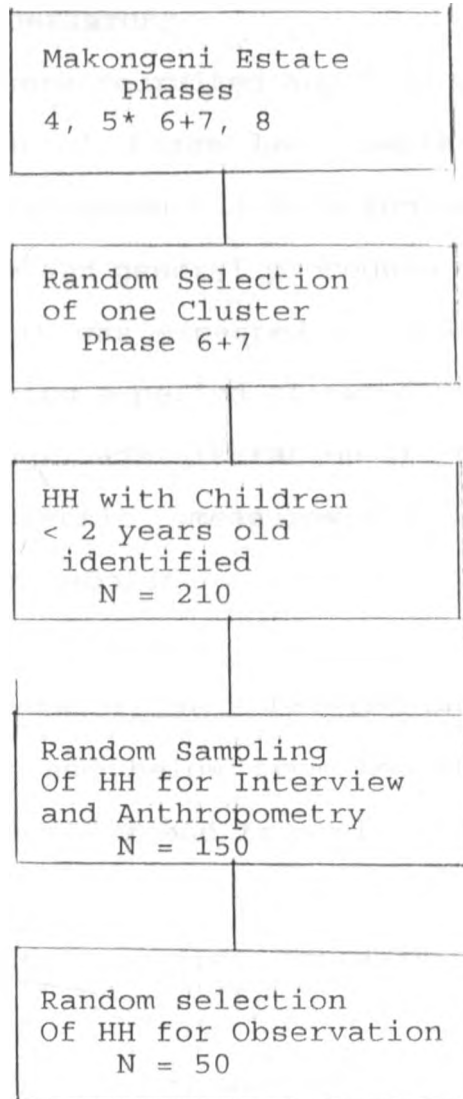 Makongeni Estate
Phases
4, 5* 6+7, 8
Random Selection
of one Cluster
Phase 6+7
HH with Children
< 2 years old
identified
N = 210
Random Sampling
Of HH for Interview
and Anthropometry
N = 150
Random selection
Of HH for Observation
N = 50